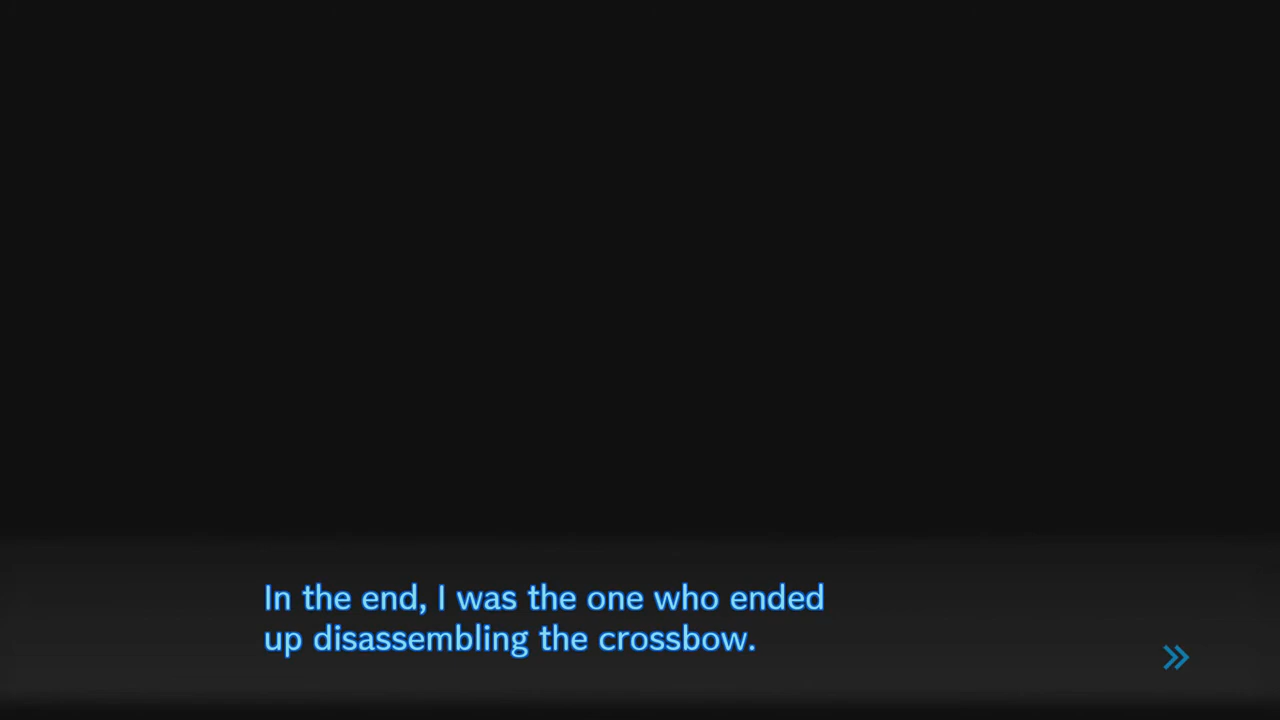 In the end, I was the one who ended
up disassembling the crossbow.